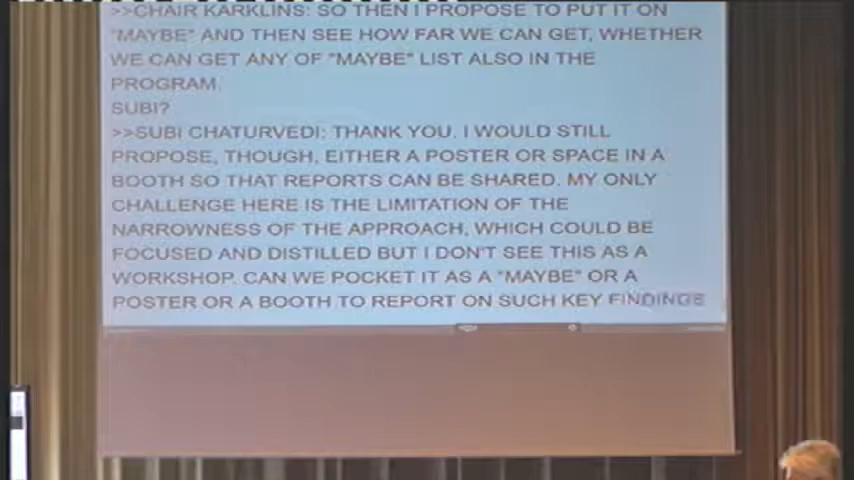 >>CHAIR KARKLINS: SO THEN I PROPOSE TO PUT IT ON
"MAYBE" AND THEN SEE HOW FAR WE CAN GET, WHETHER
WE CAN GET ANY OF "MAYBE" LIST ALSO IN THE
PROGRAM.
SUBI?
>>SUBI CHATURVEDI: THANK YOU. I WOULD STILL
PROPOSE, THOUGH, EITHER A POSTER OR SPACE IN A
BOOTH SO THAT REPORTS CAN BE SHARED. MY ONLY
CHALLENGE HERE IS THE LIMITATION OF THE
NARROWNESS OF THE APPROACH, WHICH COULD BE
FOCUSED AND DISTILLED BUT I DON'T SEE THIS AS A
WORKSHOP. CAN WE POCKET IT AS A "MAYBE" OR A
POSTER OR A BOOTH TO REPORT ON SUCH KEY FINDINGS